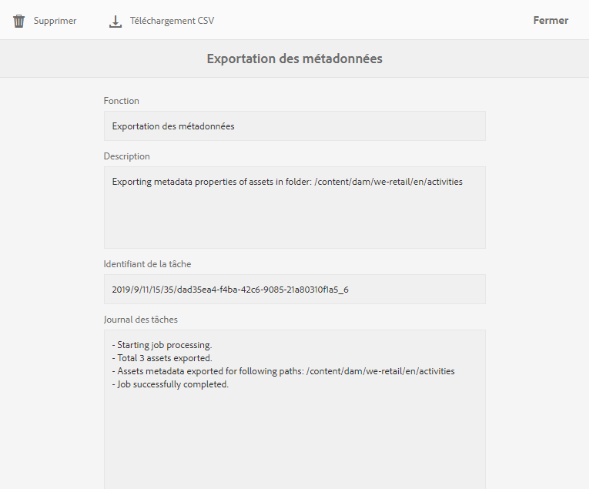 Supprimer
Téléchargement CSV
Fermer
Exportation des métadonnées
Fonction
Exportation des métadonnées
Description
Exporting metadata properties of assets in folder: /content/dam/we-retail/en/activities
Identifiant de la tâche
2019/9/11/15/35/dad35ea4-f4ba-42c6-9085-21a80310f1a5_6
Journal des tâches
- Starting job processing.
- Total 3 assets exported.
- Assets metadata exported for following paths: /content/dam/we-retail/en/activities
- Job successfully completed.